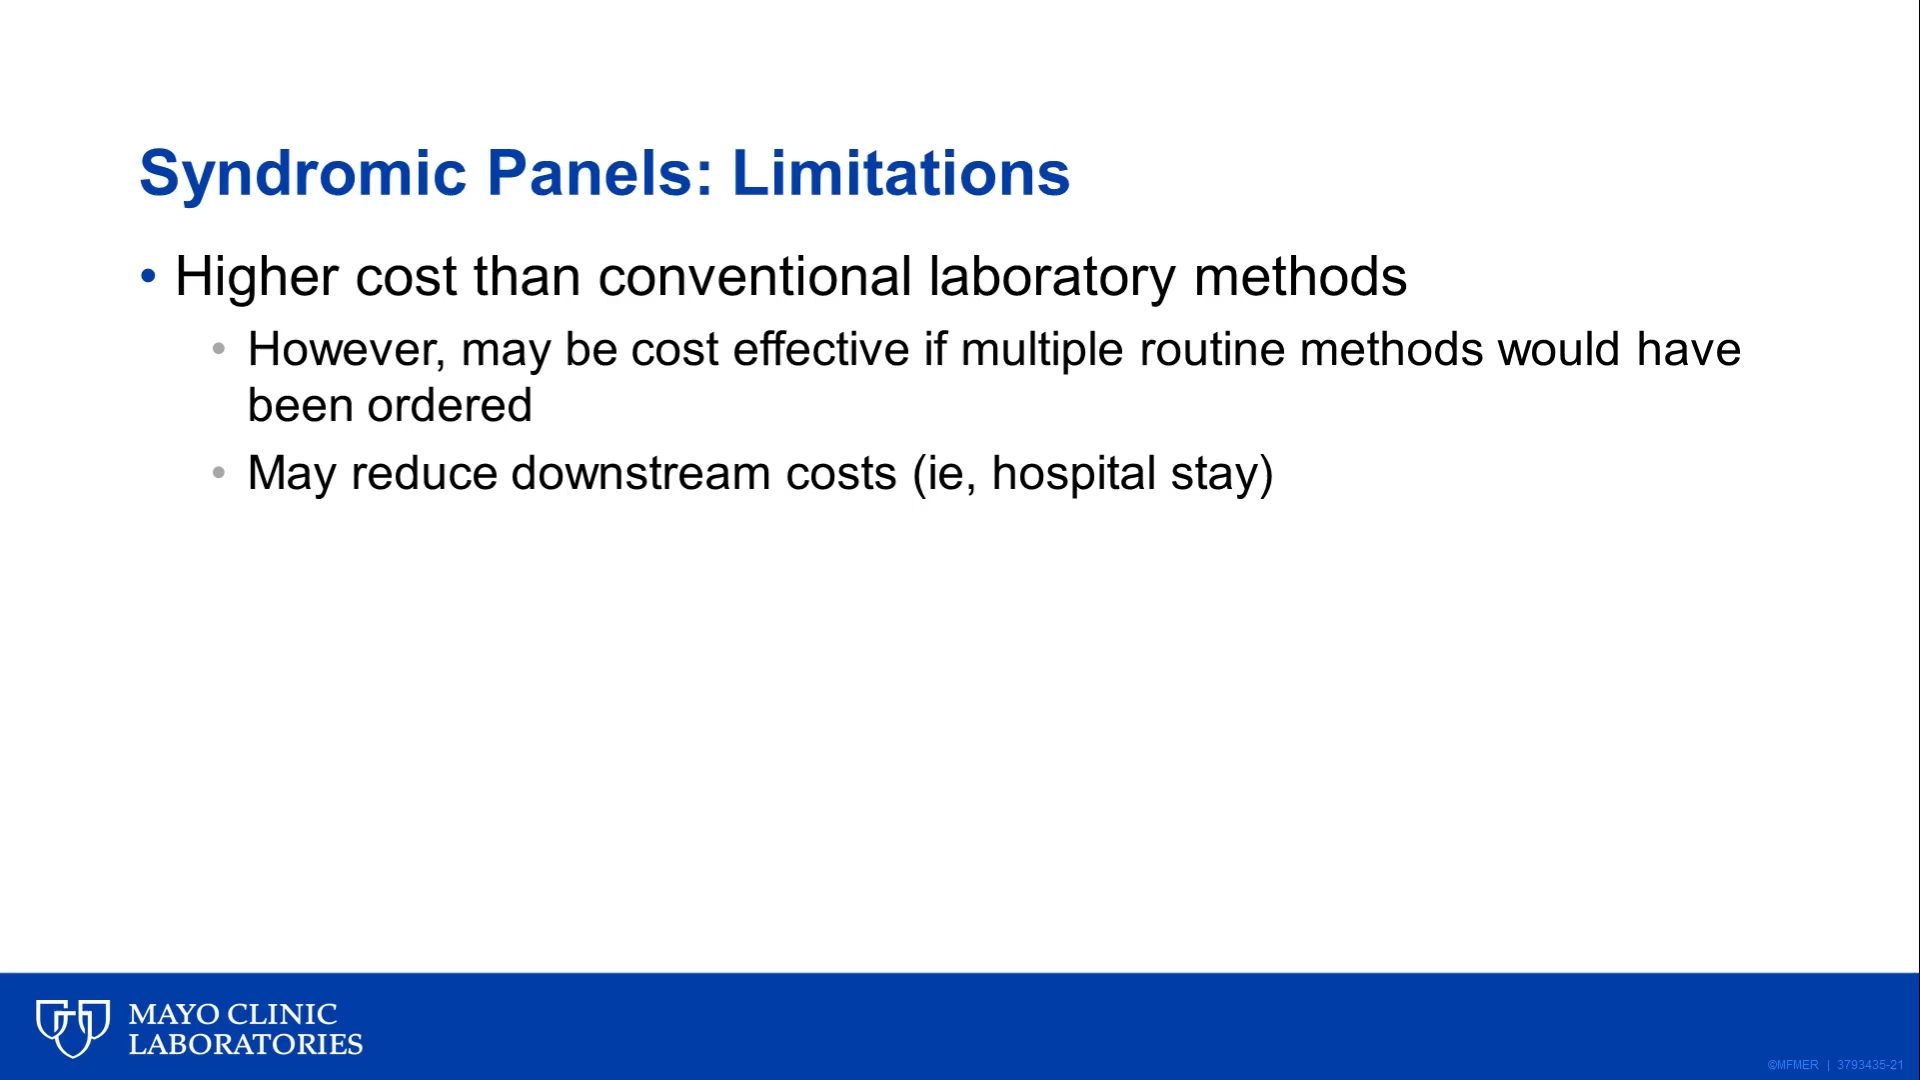 Syndromic Panels: Limitations
• Higher cost than conventional laboratory methods
• However, may be cost effective if multiple routine methods would have
been ordered
• May reduce downstream costs (ie, hospital stay)
MAYO CLINIC
LABORATORIES
©MFMER | 3793435-21